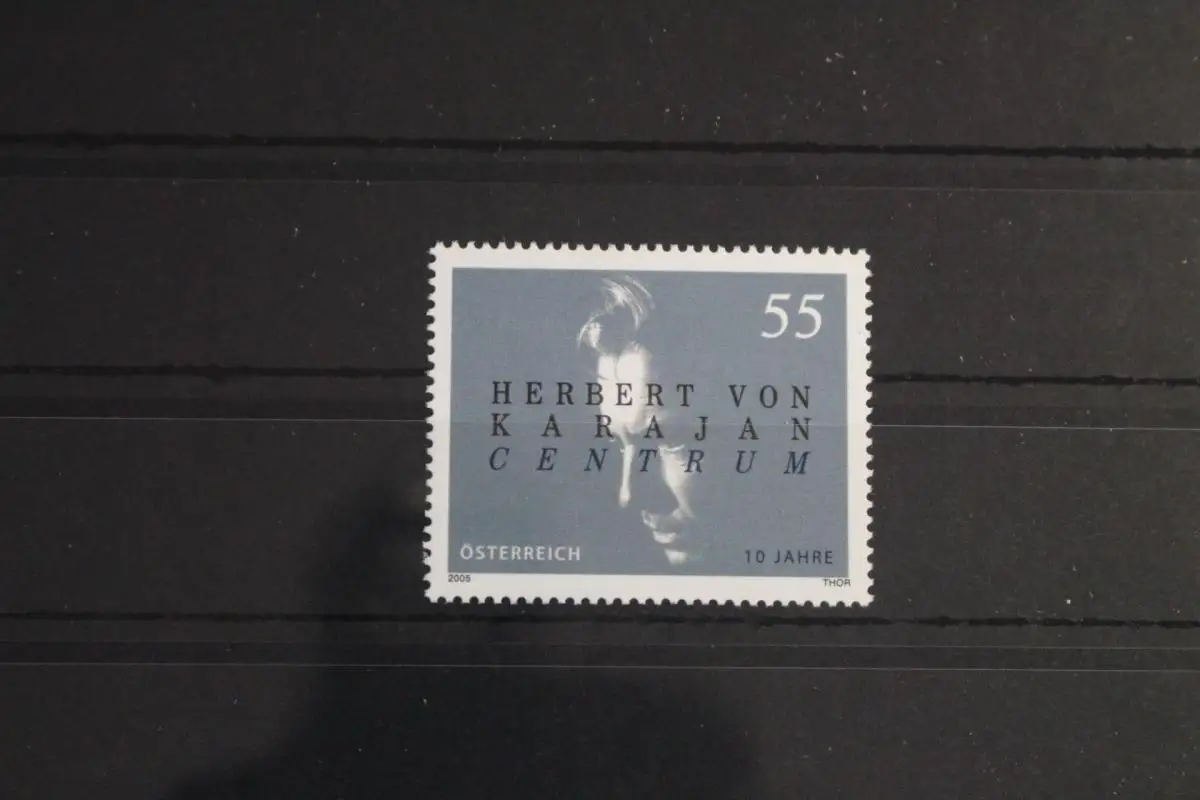 55
HERBERT VON
KARAJAN
CENTRUM
ÖSTERREICH
10 JAHRE
2005
THOR